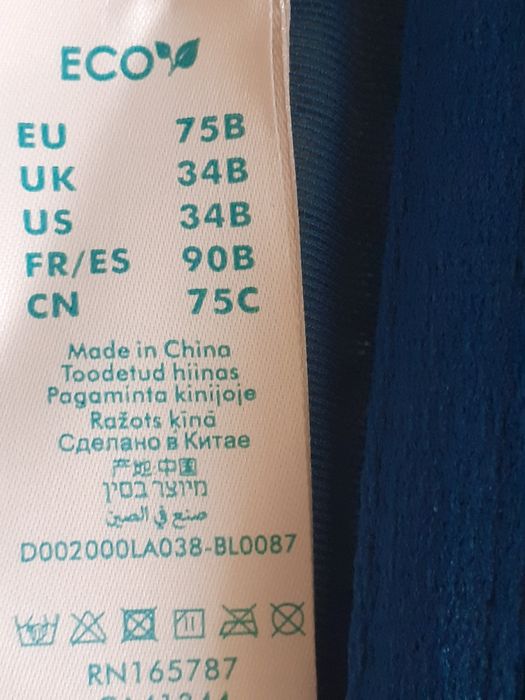 ECO
EU 75B
UK 34B
US 34B
FR/ES 90B
CN 75C
Made in China
Toodetud hiinas
Pagaminta kinijoje
Ražots ķīnā
Сделано в Китае
产地:中国
מיוצר בסין
صنع في الصين
D002000LA038-BL0087
RN165787